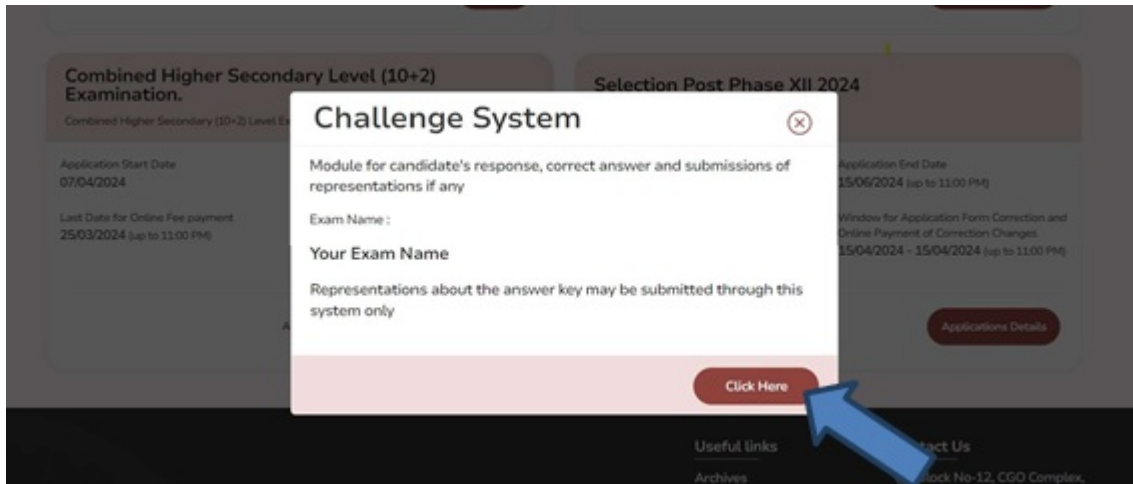 Combined Higher Secondary Level (10+2)
Examination.
Combined Higher Secondary (10+2) Level
Selection Post Phase XII 2024
Challenge System
Module for candidate's response, correct answer and submissions of
representations if any
Exam Name :
Your Exam Name
Representations about the answer key may be submitted through this
system only
Click Here
Application Start Date
07/04/2024
Last Date for Online Fee payment
25/03/2024 (up to 11:00 PM)
Application End Date
15/06/2024 (up to 11:00 PM)
Window for Application Form Correction and
Online Payment of Correction Changes
15/04/2024 - 15/04/2024 (up to 11:00 PM)
Applications Details
Useful links
Archives
Us
No-12, CGO Complex,